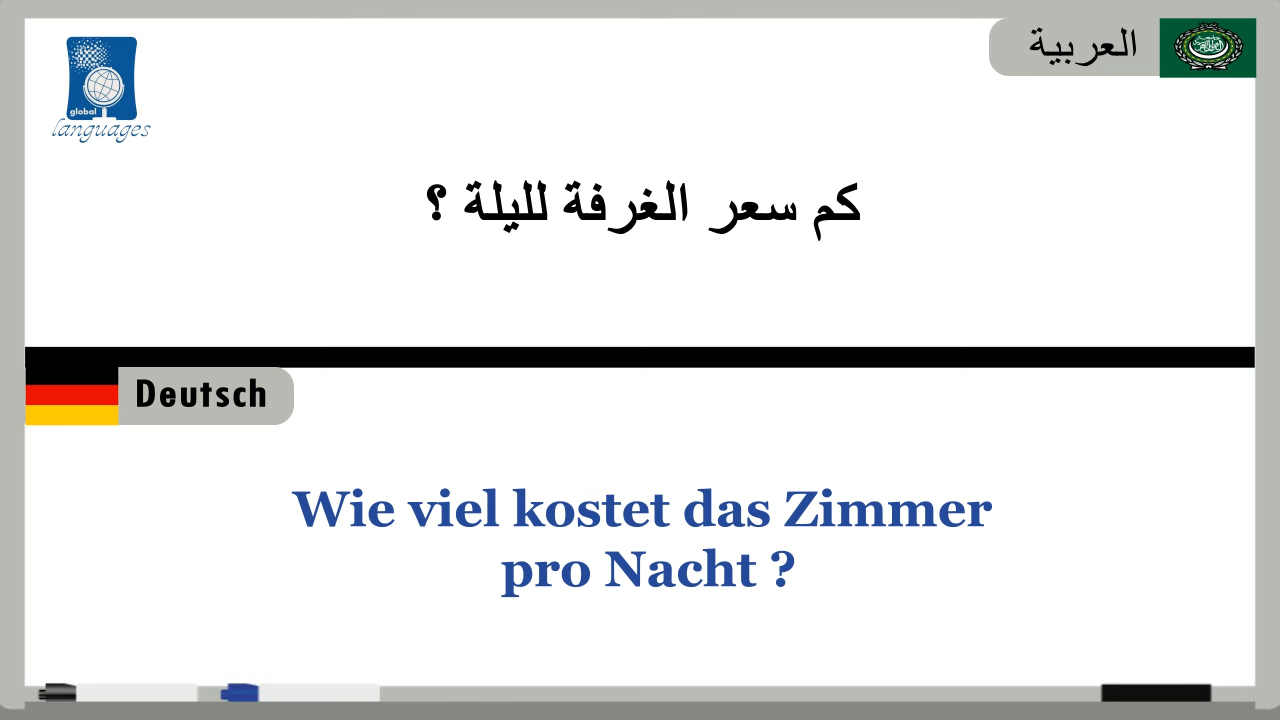 global
languages
العربية
كم سعر الغرفة لليلة ؟
Deutsch
Wie viel kostet das Zimmer
pro Nacht ?